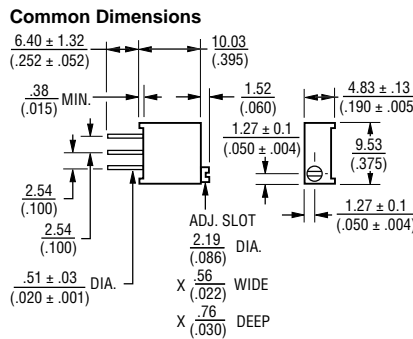 Common Dimensions
6.40 ± 1.32
(.252 ± .052)
10.03
(.395)
.38
(.015)
MIN.
1.52
(.060)
4.83 ± .13
(.190 ± .005
1.27 ± 0.1
(.050 ± .004)
9.53
(.375)
2.54
(.100)
2.54
(.100)
1.27 ± 0.1
(.050 ± .004)
.51 ± .03
(.020 ± .001)
DIA.
ADJ. SLOT
2.19
(.086)
DIA.
X .56
(.022)
WIDE
X .76
(.030)
DEEP